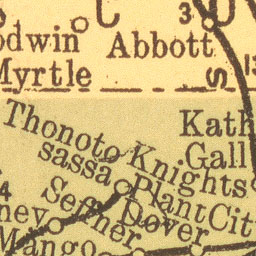 S C O
3
odwin
Abbott
Myrtle
S
Thonoto
sassa
Kath
Gall
Knights
4
Seffner
Plant City
Dover
ney
Mango